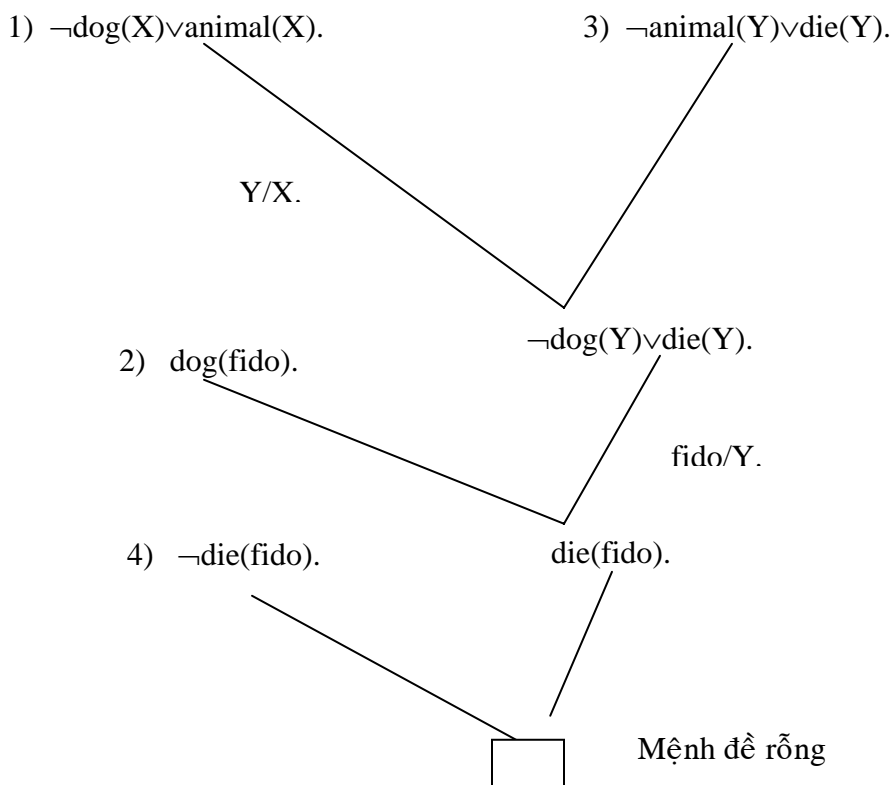 1) ¬dog(X)∨animal(X). 3) ¬animal(Y)∨die(Y).
Y/X.
¬dog(Y)∨die(Y).
2) dog(fido).
fido/Y.
4) ¬die(fido). die(fido).
Mệnh đề rỗng